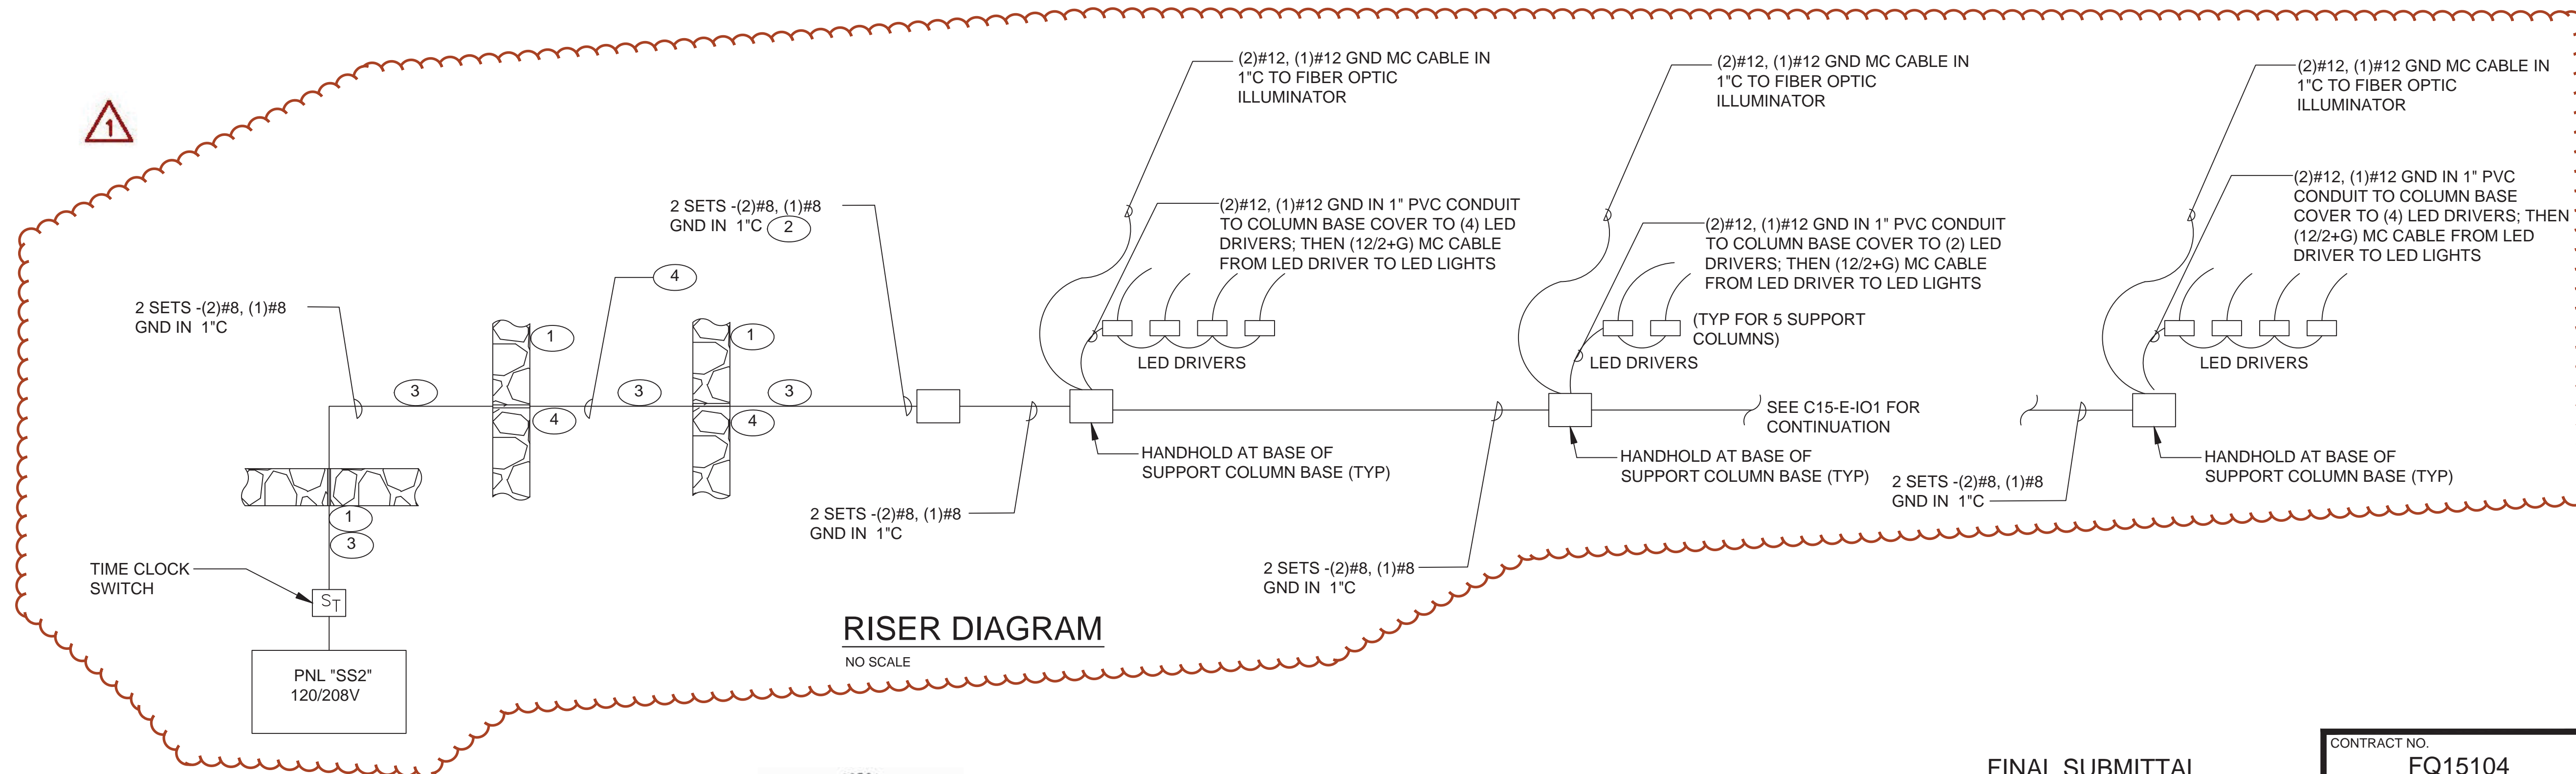 1
(2)#12, (1)#12 GND MC CABLE IN
1"C TO FIBER OPTIC
ILLUMINATOR
(2)#12, (1)#12 GND MC CABLE IN
1"C TO FIBER OPTIC
ILLUMINATOR
(2)#12, (1)#12 GND MC CABLE IN
1"C TO FIBER OPTIC
ILLUMINATOR
2 SETS -(2)#8, (1)#8
GND IN 1"C 2
(2)#12, (1)#12 GND IN 1" PVC CONDUIT
TO COLUMN BASE COVER TO (4) LED
DRIVERS; THEN (12/2+G) MC CABLE
FROM LED DRIVER TO LED LIGHTS
(2)#12, (1)#12 GND IN 1" PVC CONDUIT
TO COLUMN BASE COVER TO (2) LED
DRIVERS; THEN (12/2+G) MC CABLE
FROM LED DRIVER TO LED LIGHTS
(2)#12, (1)#12 GND IN 1" PVC
CONDUIT TO COLUMN BASE
COVER TO (4) LED DRIVERS; THEN
(12/2+G) MC CABLE FROM LED
DRIVER TO LED LIGHTS
4
2 SETS -(2)#8, (1)#8
GND IN 1"C
1
1
(TYP FOR 5 SUPPORT
COLUMNS)
LED DRIVERS
LED DRIVERS
LED DRIVERS
3
3
3
4
4
SEE C15-E-IO1 FOR
CONTINUATION
HANDHOLD AT BASE OF
SUPPORT COLUMN BASE (TYP)
HANDHOLD AT BASE OF
SUPPORT COLUMN BASE (TYP)
HANDHOLD AT BASE OF
SUPPORT COLUMN BASE (TYP)
2 SETS -(2)#8, (1)#8
GND IN 1"C
2 SETS -(2)#8, (1)#8
GND IN 1"C
2 SETS -(2)#8, (1)#8
GND IN 1"C
1
3
TIME CLOCK
SWITCH
ST
PNL "SS2"
120/208V
RISER DIAGRAM
NO SCALE
FINAL SUBMITTAL
CONTRACT NO.
FQ15104